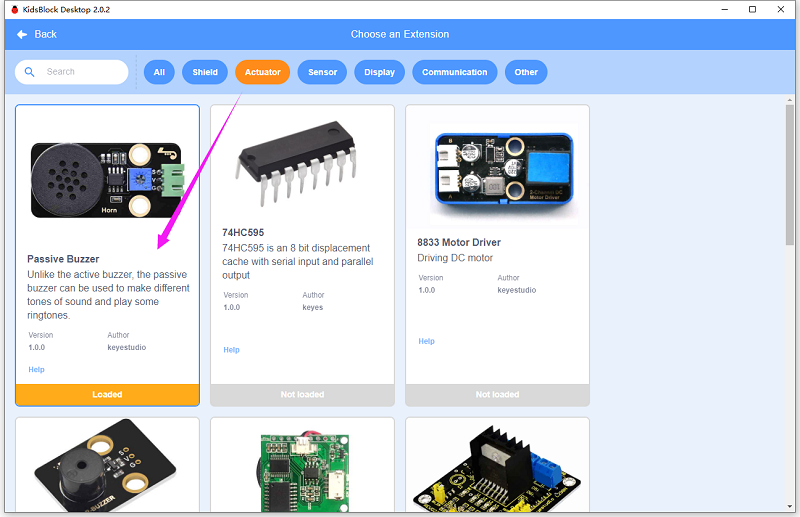 KidsBlock Desktop 2.0.2
Back
Choose an Extension
Search
All
Shield
Actuator
Sensor
Display
Communication
Other
Horn
Passive Buzzer
Unlike the active buzzer, the passive
buzzer can be used to make different
tones of sound and play some
ringtones.
Version
Author
1.0.0
keyestudio
Help
Loaded
74HC595
74HC595 is an 8 bit displacement
cache with serial input and parallel
output
Version
Author
1.0.0
keyes
Help
Not loaded
B
A
2-Channel DC
Motor Driver
8833 Motor Driver
Driving DC motor
Version
Author
1.0.0
keyestudio
Help
Not loaded
S
V
G